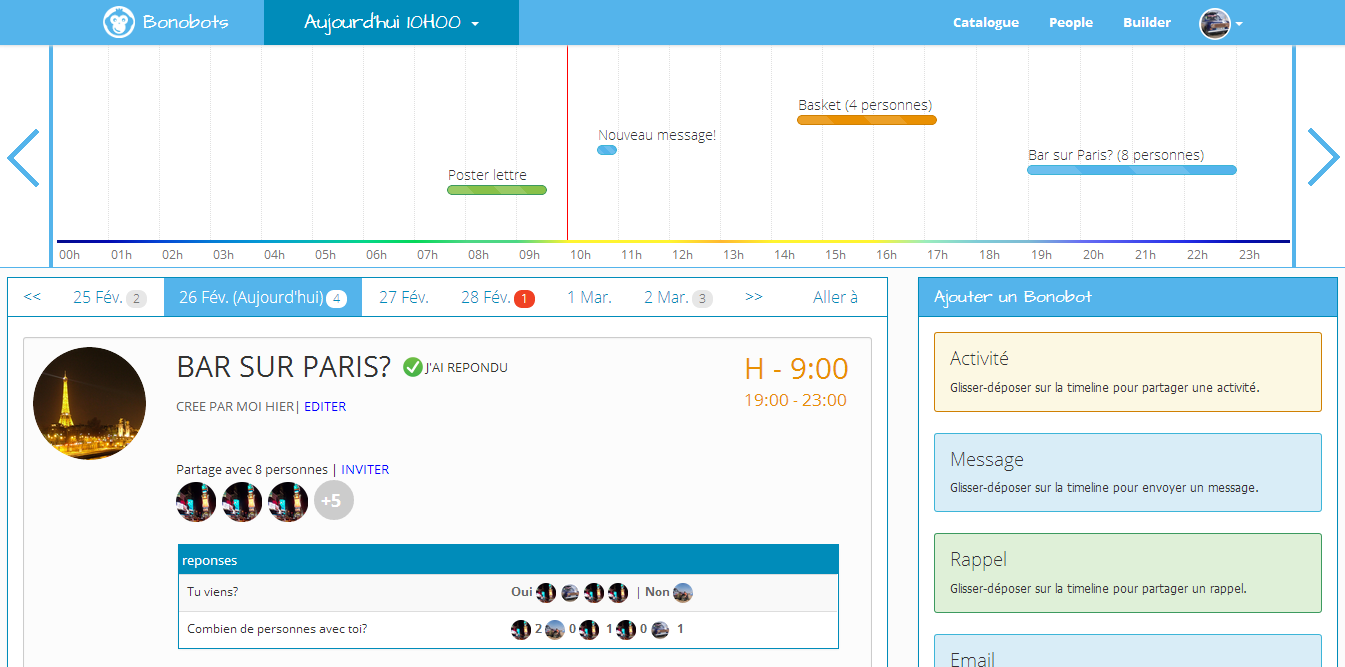 Bonobots
Aujourd'hui 10H00
Catalogue People Builder
Basket (4 personnes)
Nouveau message!
Bar sur Paris? (8 personnes)
Poster lettre
00h 01h 02h 03h 04h 05h 06h 07h 08h 09h 10h 11h 12h 13h 14h 15h 16h 17h 18h 19h 20h 21h 22h 23h
<< 25 Fév. 2 26 Fév. (Aujourd'hui) 4 27 Fév. 28 Fév. 1 1 Mar. 2 Mar. 3 >> Aller à
BAR SUR PARIS? J'AI REPONDU
H - 9:00
19:00 - 23:00
CREE PAR MOI HIER| EDITER
Partage avec 8 personnes | INVITER
+5
reponses
Tu viens? Oui | Non
Combien de personnes avec toi? 2 0 1 0 1
Ajouter un Bonobot
Activité
Glisser-déposer sur la timeline pour partager une activité.
Message
Glisser-déposer sur la timeline pour envoyer un message.
Rappel
Glisser-déposer sur la timeline pour partager un rappel.
Email